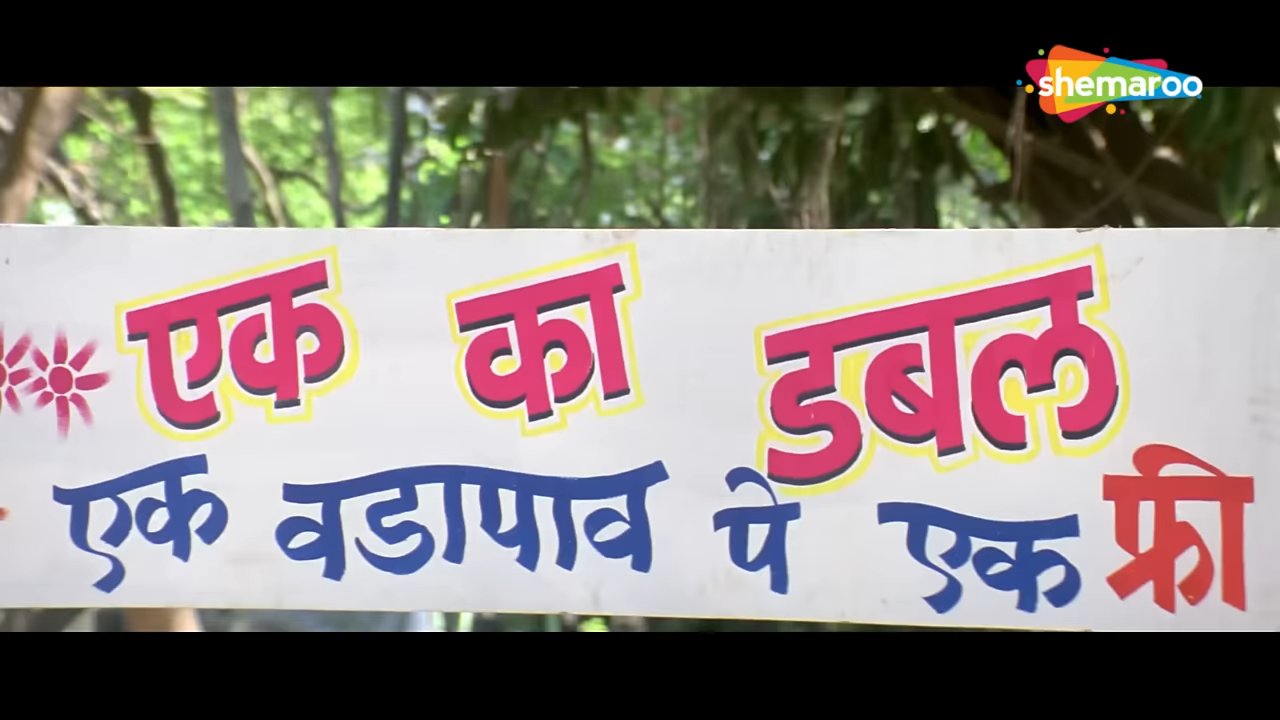 shemaroo
एक का डबल
एक वडापाव पे एक फ्री